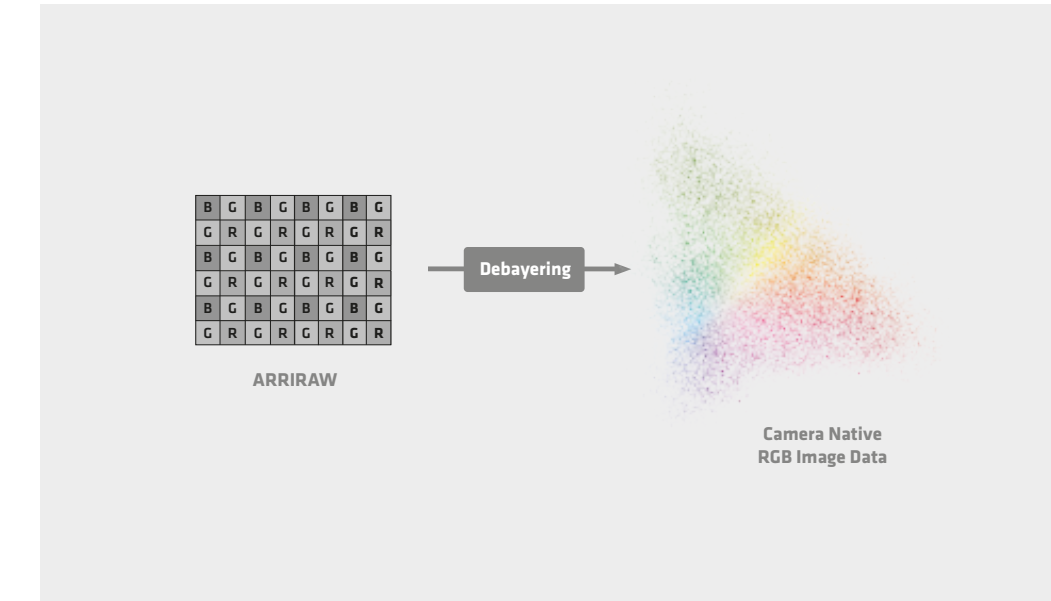 B G B G B G B G
G R G R G R G R
B G B G B G B G
G R G R G R G R
B G B G B G B G
G R G R G R G R
Debayering
ARRIRAW
Camera Native
RGB Image Data